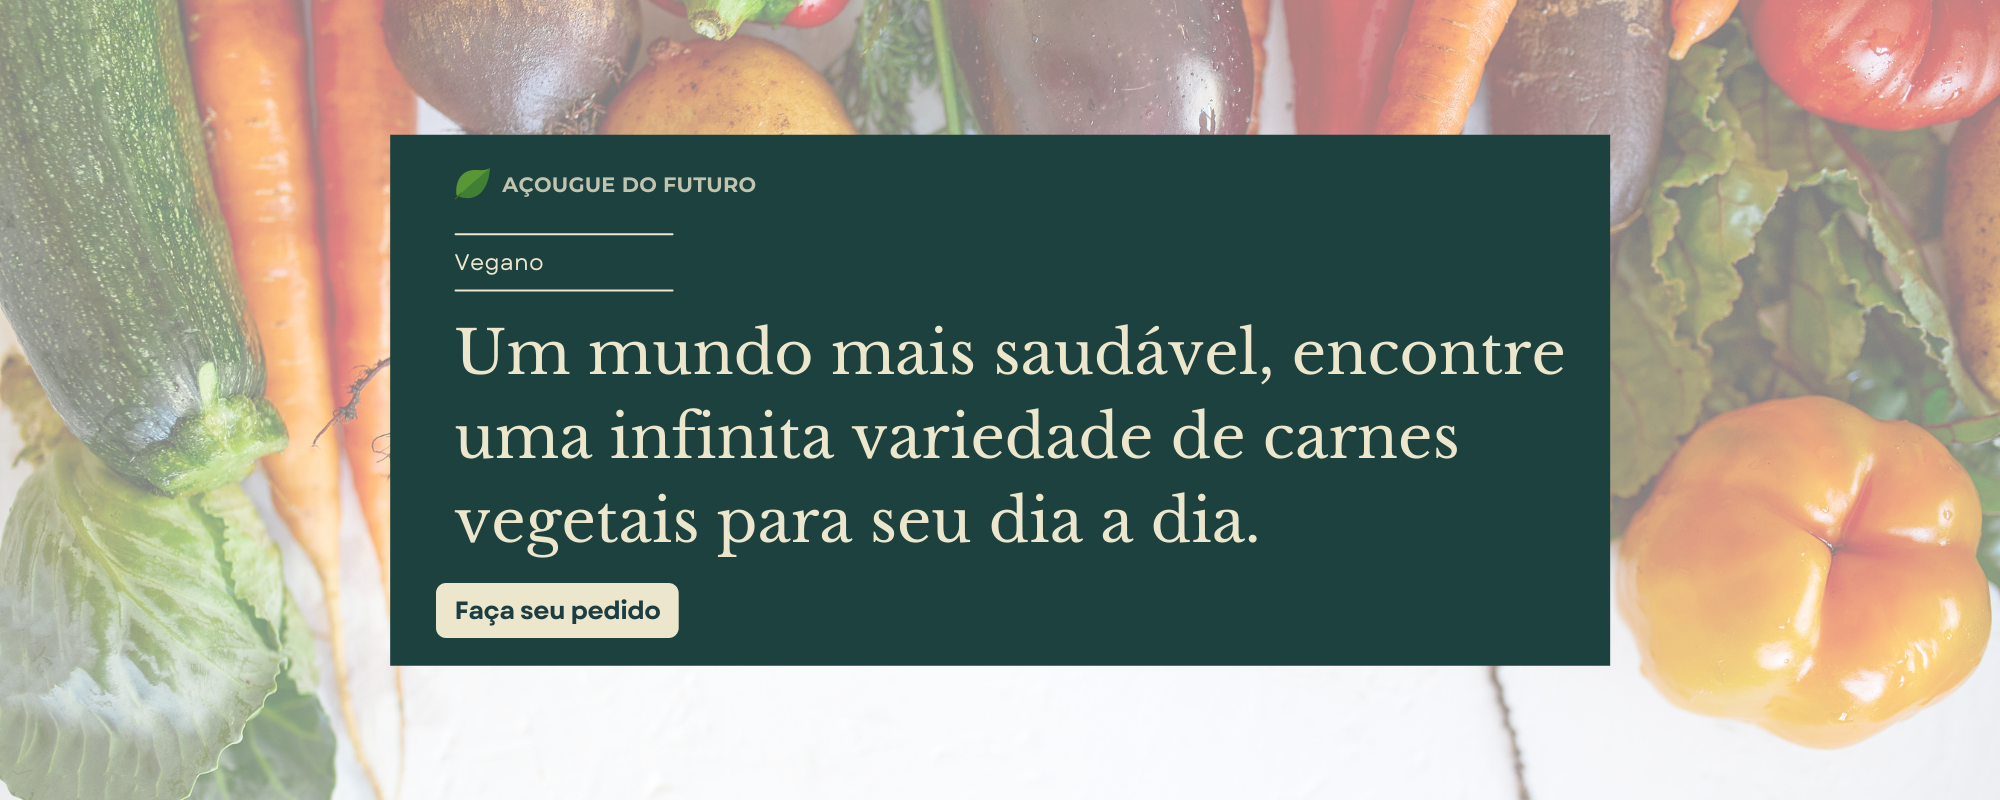 AÇOUGUE DO FUTURO
Vegano
Um mundo mais saudável, encontre
uma infinita variedade de carnes
vegetais para seu dia a dia.
Faça seu pedido